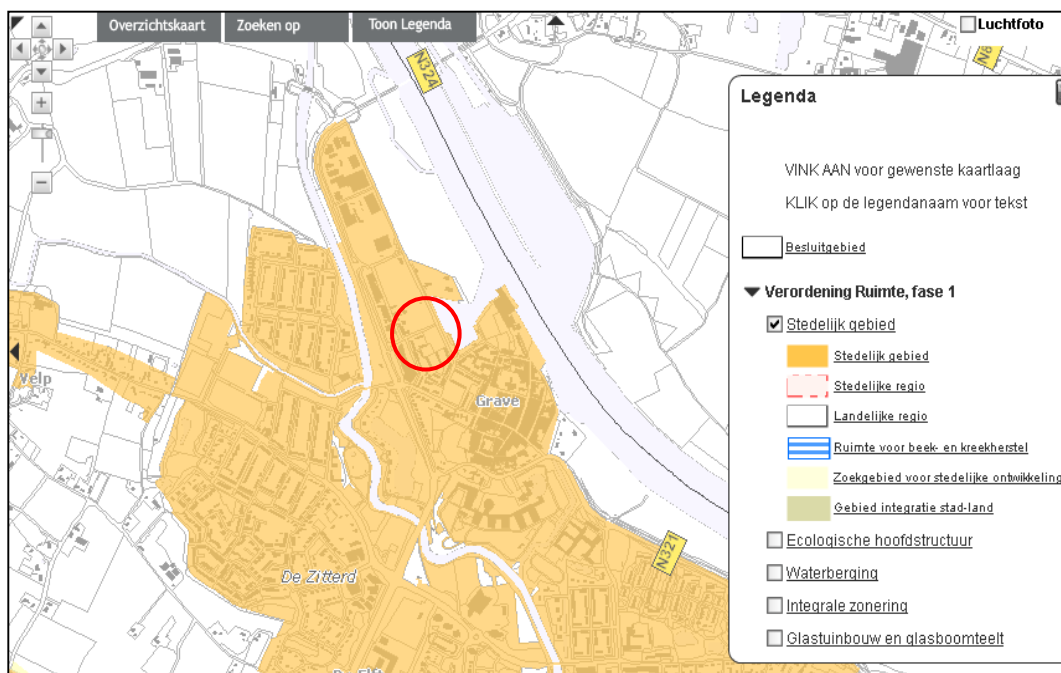 Overzichtskaart Zoeken op Toon Legenda
Luchtfoto
N324
Legenda
VINK AAN voor gewenste kaartlaag
KLIK op de legendanaam voor tekst
Besluitgebied
Verordening Ruimte, fase 1
Stedelijk gebied
Stedelijk gebied
Stedelijke regio
Landelijke regio
Ruimte voor beek- en kreekherstel
Zoekgebied voor stedelijke ontwikkeling
Gebied integratie stad-land
Ecologische hoofdstructuur
Waterberging
Integrale zonering
Glastuinbouw en glasboomteelt
Velp
Grave
N321
De Zitterd